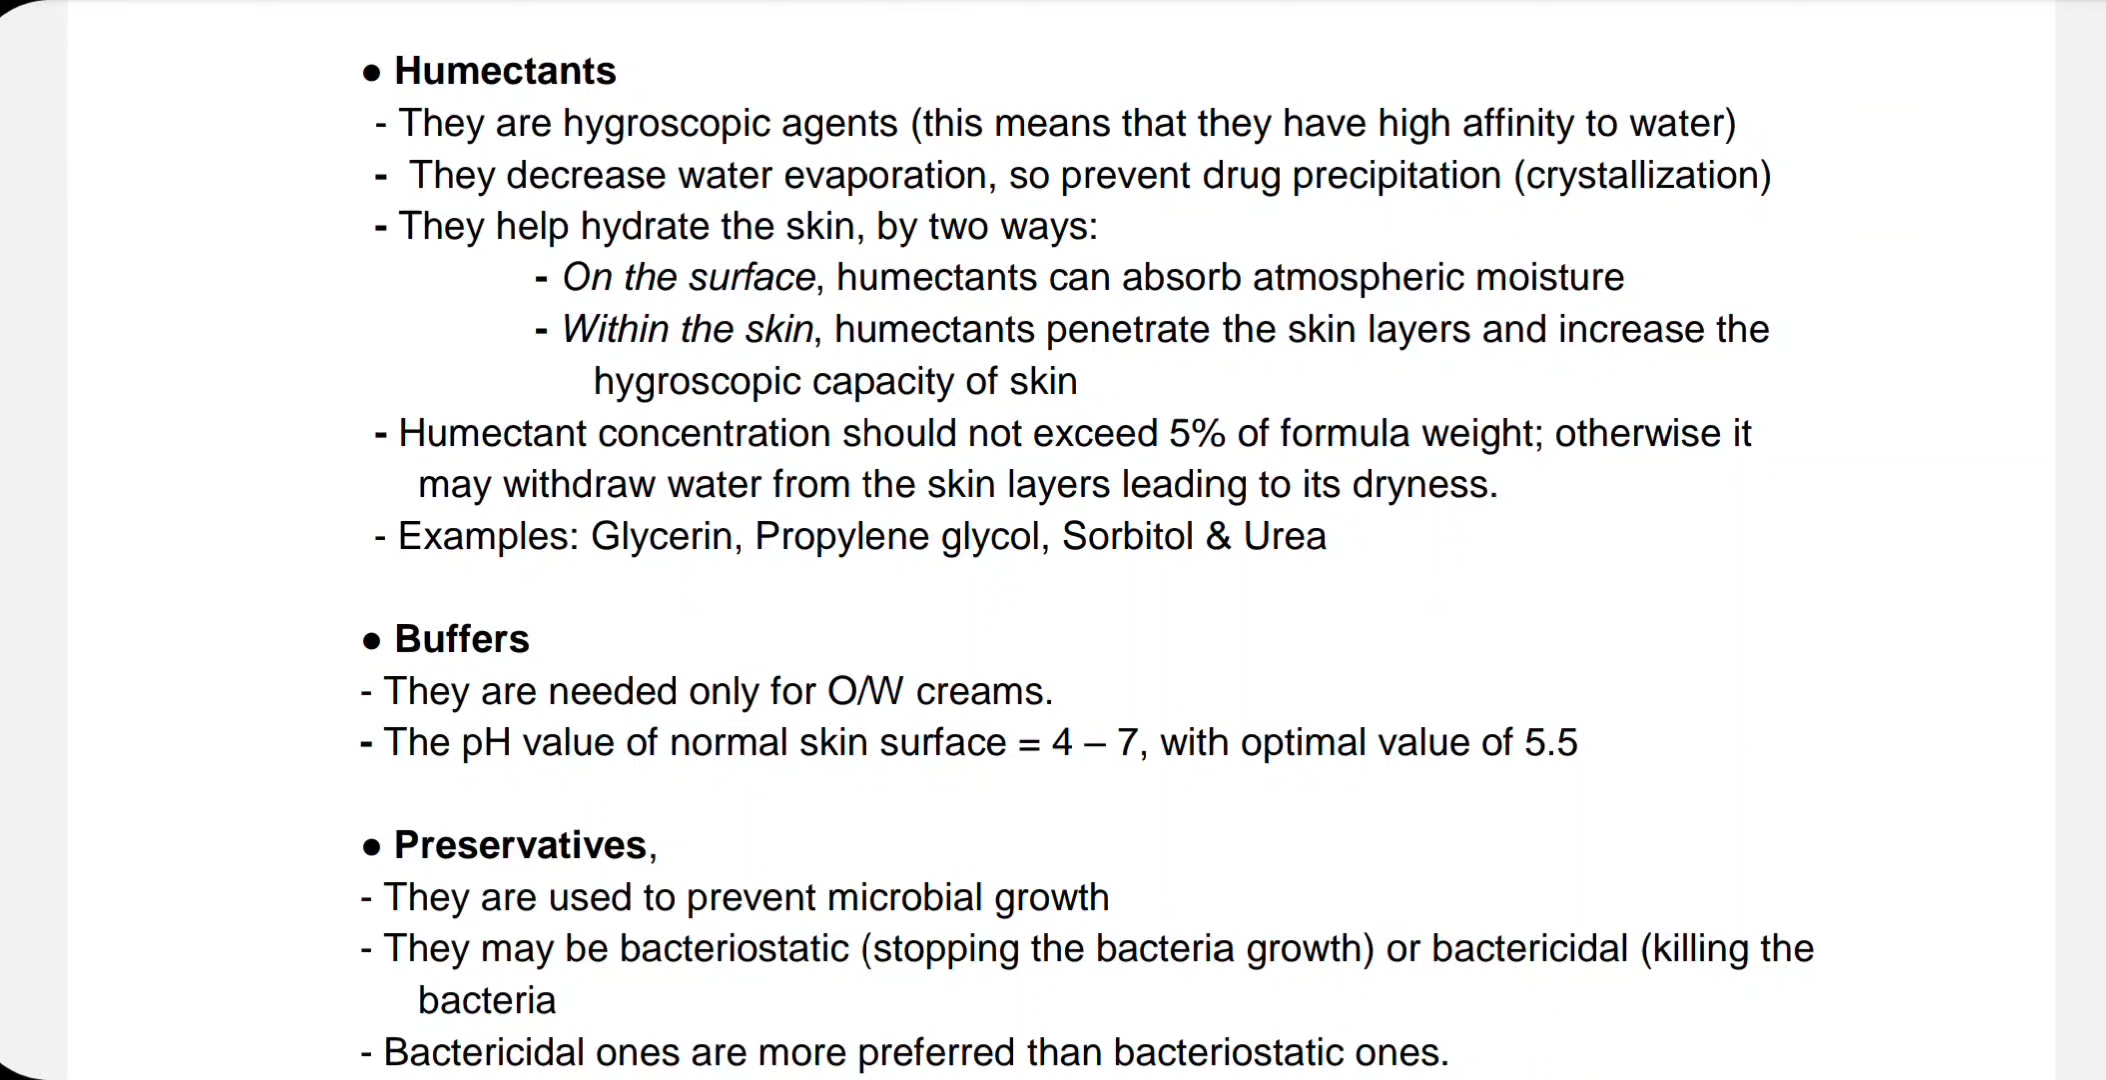 ● Humectants
- They are hygroscopic agents (this means that they have high affinity to water)
- They decrease water evaporation, so prevent drug precipitation (crystallization)
- They help hydrate the skin, by two ways:
- On the surface, humectants can absorb atmospheric moisture
- Within the skin, humectants penetrate the skin layers and increase the
hygroscopic capacity of skin
- Humectant concentration should not exceed 5% of formula weight; otherwise it
may withdraw water from the skin layers leading to its dryness.
- Examples: Glycerin, Propylene glycol, Sorbitol & Urea
● Buffers
- They are needed only for O/W creams.
- The pH value of normal skin surface = 4 – 7, with optimal value of 5.5
● Preservatives,
- They are used to prevent microbial growth
- They may be bacteriostatic (stopping the bacteria growth) or bactericidal (killing the
bacteria
- Bactericidal ones are more preferred than bacteriostatic ones.